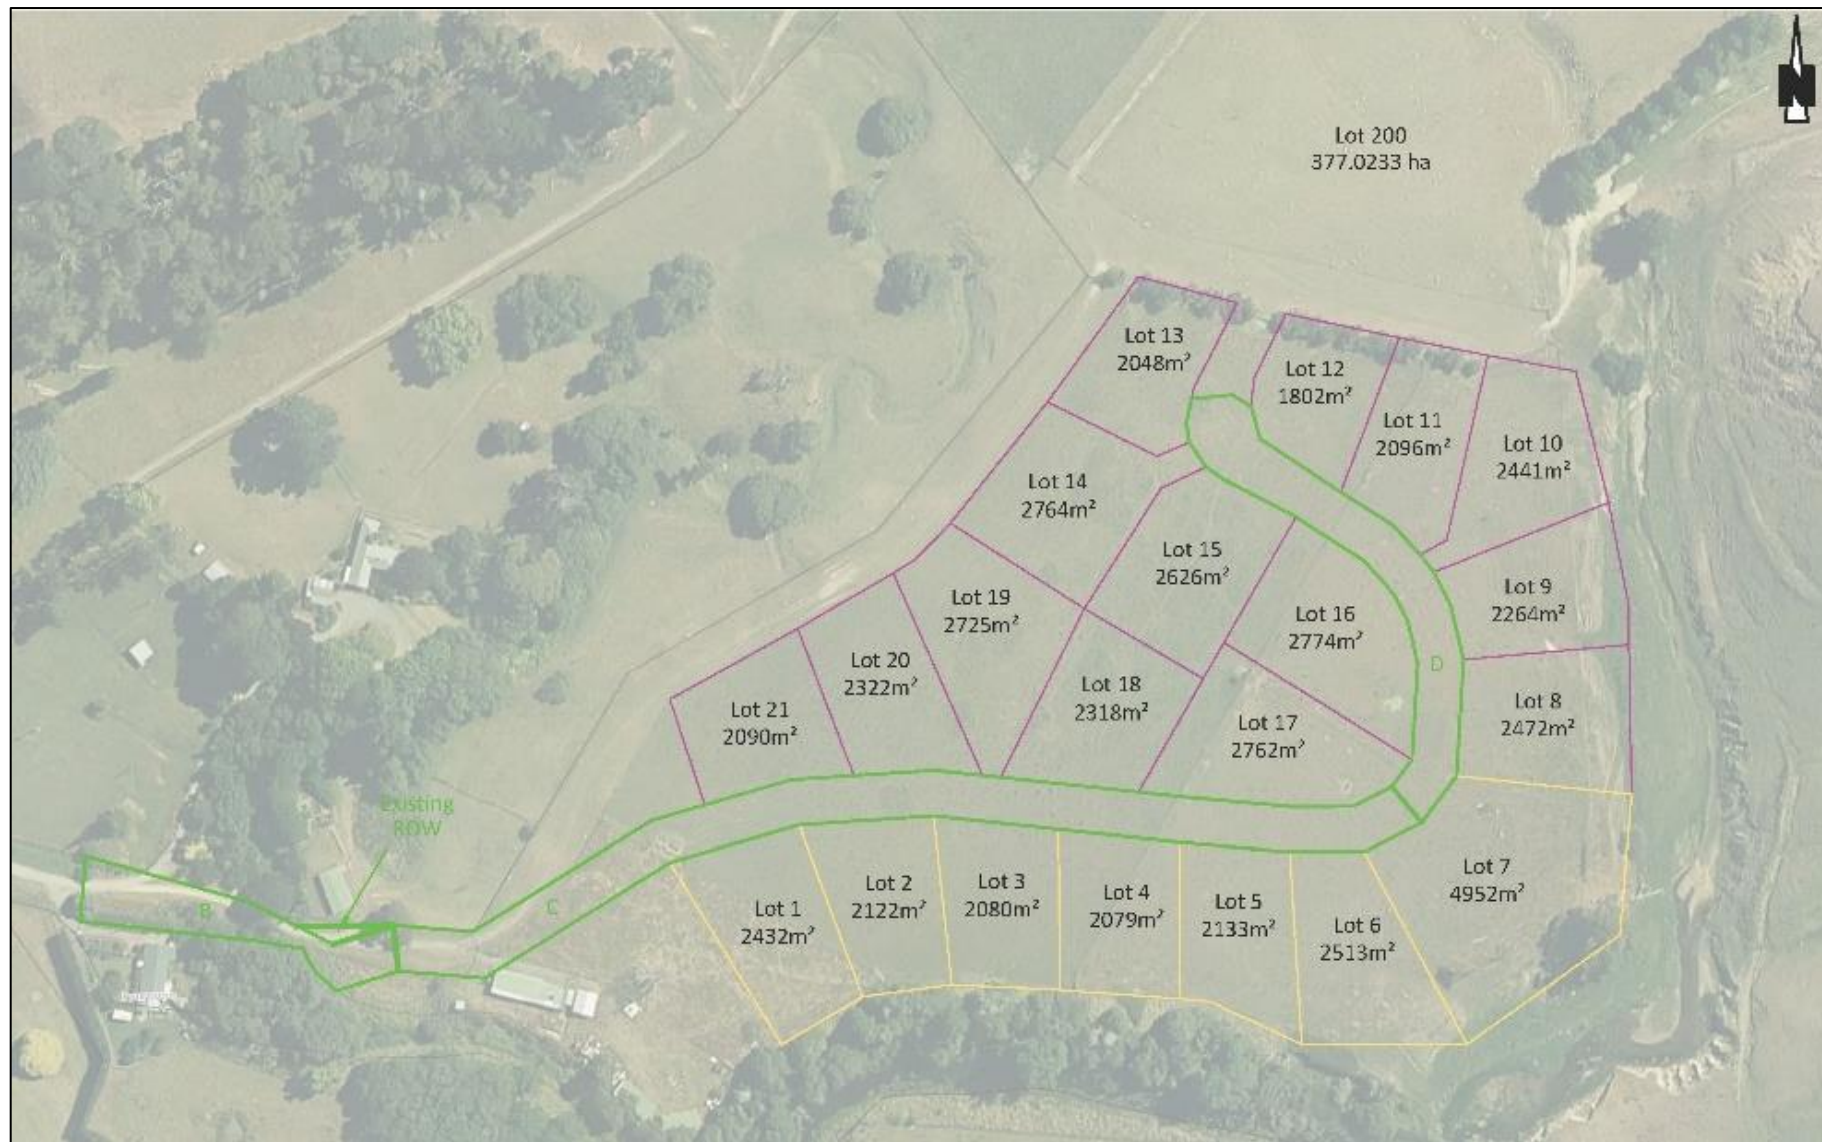 N
Lot 200
377.0233 ha
Lot 13
2048m²
Lot 12
1802m²
Lot 11
2096m²
Lot 10
2441m²
Lot 14
2764m²
Lot 15
2626m²
Lot 9
2264m²
Lot 19
2725m²
Lot 16
2774m²
D
Lot 20
2322m²
Lot 18
2318m²
Lot 8
2472m²
Lot 21
2090m²
Lot 17
2762m²
Existing
ROW
Lot 7
4952m²
Lot 2
2122m²
Lot 3
2080m²
Lot 4
2079m²
Lot 5
2133m²
Lot 1
2432m²
B
C
Lot 6
2513m²